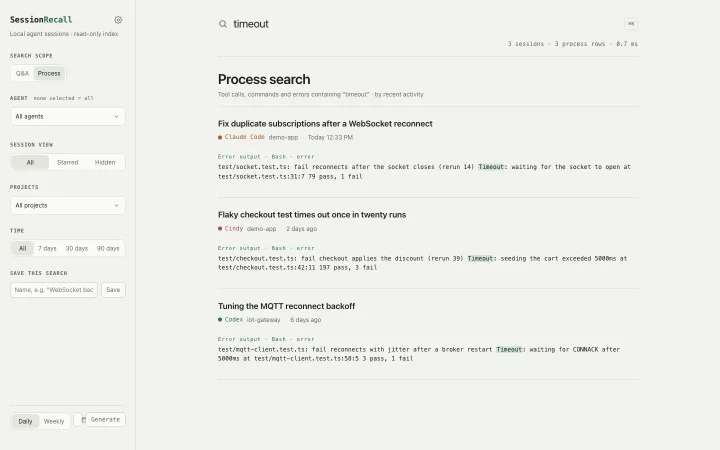 SessionRecall
Local agent sessions · read-only index
SEARCH SCOPE
Q&A Process
AGENT none selected = all
All agents
SESSION VIEW
All Starred Hidden
PROJECTS
All projects
TIME
All 7 days 30 days 90 days
SAVE THIS SEARCH
Name, e.g. "WebSocket bac Save
Daily Weekly Generate
timeout ⌘K
3 sessions · 3 process rows · 0.7 ms
Process search
Tool calls, commands and errors containing "timeout" · by recent activity
Fix duplicate subscriptions after a WebSocket reconnect
Claude Code demo-app Today 12:33 PM
Error output · Bash · error
test/socket.test.ts: fail reconnects after the socket closes (rerun 14) Timeout: waiting for the socket to open at
test/socket.test.ts:31:7 79 pass, 1 fail
Flaky checkout test times out once in twenty runs
Cindy demo-app 2 days ago
Error output · Bash · error
test/checkout.test.ts: fail checkout applies the discount (rerun 39) Timeout: seeding the cart exceeded 5000ms at
test/checkout.test.ts:42:11 197 pass, 3 fail
Tuning the MQTT reconnect backoff
Codex iot-gateway 6 days ago
Error output · Bash · error
test/mqtt-client.test.ts: fail reconnects with jitter after a broker restart Timeout: waiting for CONNACK after
5000ms at test/mqtt-client.test.ts:58:5 3 pass, 1 fail